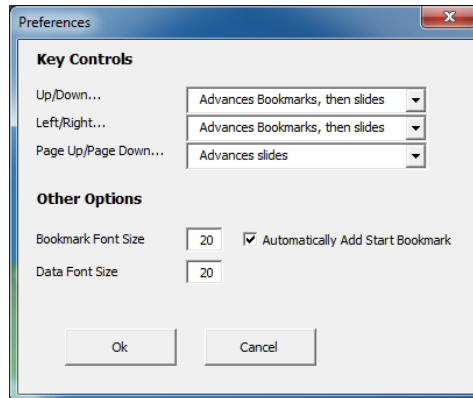 Preferences
Key Controls
Up/Down... Advances Bookmarks, then slides
Left/Right... Advances Bookmarks, then slides
Page Up/Page Down... Advances slides
Other Options
Bookmark Font Size 20 Automatically Add Start Bookmark
Data Font Size 20
Ok Cancel